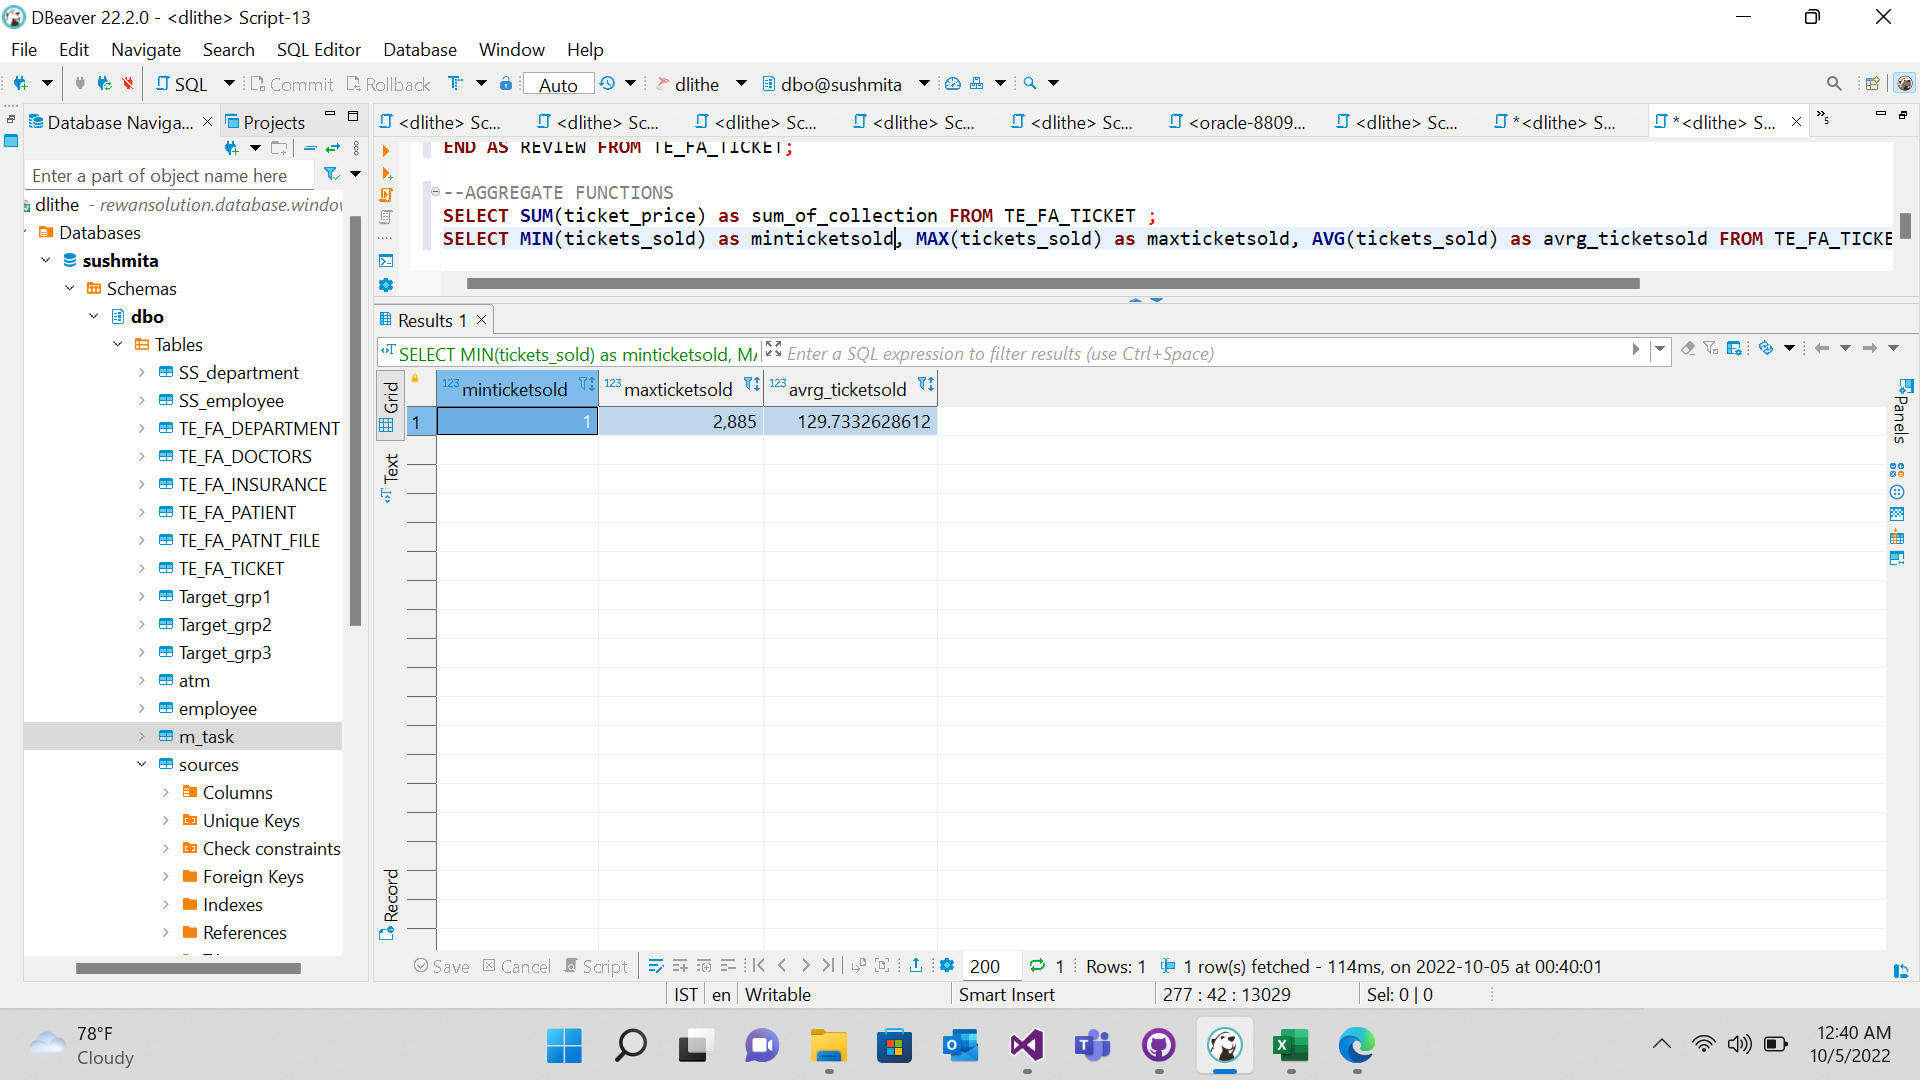 DBeaver 22.2.0 - <dlithe> Script-13
File Edit Navigate Search SQL Editor Database Window Help
SQL Commit Rollback Auto dlithe dbo@sushmita
Database Naviga... Projects
<dlithe> Sc... <dlithe> Sc... <dlithe> Sc... <dlithe> Sc... <dlithe> Sc... <oracle-8809... <dlithe> Sc... *<dlithe> S... *<dlithe> S... »5
Enter a part of object name here
dlithe - rewansolution.database.window
Databases
sushmita
Schemas
dbo
Tables
SS_department
SS_employee
TE_FA_DEPARTMENT
TE_FA_DOCTORS
TE_FA_INSURANCE
TE_FA_PATIENT
TE_FA_PATNT_FILE
TE_FA_TICKET
Target_grp1
Target_grp2
Target_grp3
atm
employee
m_task
sources
Columns
Unique Keys
Check constraints
Foreign Keys
Indexes
References
END AS REVIEW FROM TE_FA_TICKET;
--AGGREGATE FUNCTIONS
SELECT SUM(ticket_price) as sum_of_collection FROM TE_FA_TICKET ;
SELECT MIN(tickets_sold) as minticketsold, MAX(tickets_sold) as maxticketsold, AVG(tickets_sold) as avrg_ticketsold FROM TE_FA_TICKE
Results 1
SELECT MIN(tickets_sold) as minticketsold, MA
Enter a SQL expression to filter results (use Ctrl+Space)
Grid
Text
Record
Panels
123 minticketsold 123 maxticketsold 123 avrg_ticketsold
1 1 2,885 129.7332628612
Save Cancel Script 200 1 Rows: 1 1 row(s) fetched - 114ms, on 2022-10-05 at 00:40:01
IST en Writable Smart Insert 277 : 42 : 13029 Sel: 0 | 0
78°F
Cloudy
12:40 AM
10/5/2022